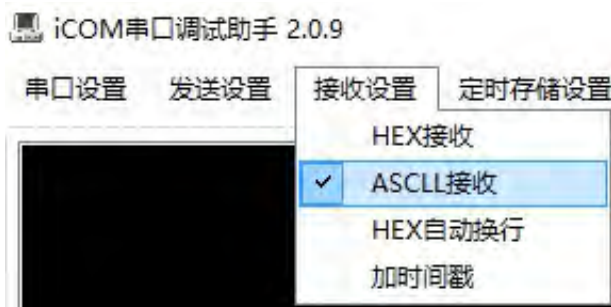 iCOM串口调试助手 2.0.9
串口设置 发送设置 接收设置 定时存储设置
HEX接收
ASCLL接收
HEX自动换行
加时间戳